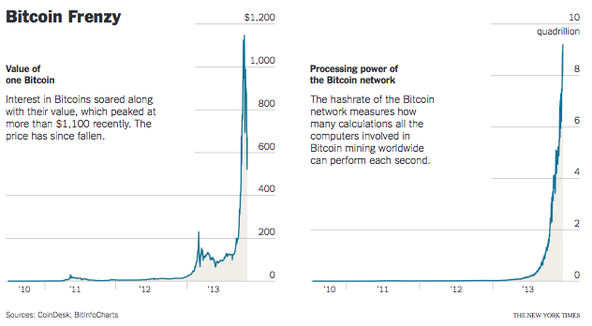 Bitcoin Frenzy
Value of
one Bitcoin
Interest in Bitcoins soared along
with their value, which peaked at
more than $1,100 recently. The
price has since fallen.
$1,200
1,000
800
600
400
200
0
'10 '11 '12 '13
Processing power of
the Bitcoin network
The hashrate of the Bitcoin
network measures how
many calculations all the
computers involved in
Bitcoin mining worldwide
can perform each second.
10
quadrillion
8
6
4
2
0
'10 '11 '12 '13
Sources: CoinDesk; BitInfoCharts
THE NEW YORK TIMES